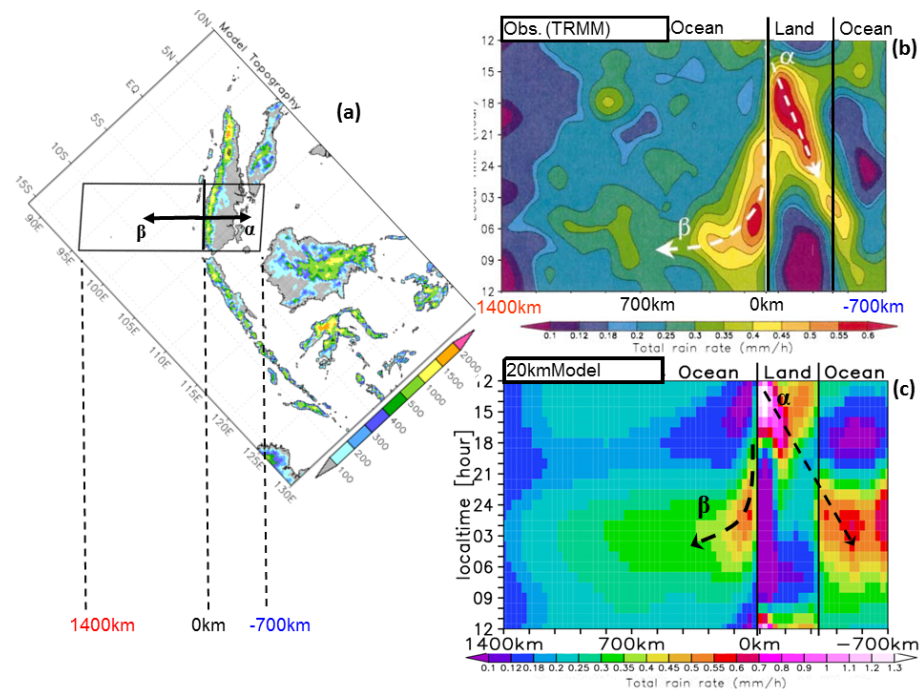 (a)
Model Topography
10N
5N
EQ
5S
10S
15S
90E
95E
100E
105E
110E
115E
120E
125E
130E
β
α
100
200
300
400
500
1000
1500
2000
1400km
0km
-700km
Obs. (TRMM)
Ocean
Land
Ocean
(b)
12
15
18
21
24
03
06
09
12
α
β
1400km
700km
0km
-700km
0.1 0.12 0.18 0.2 0.25 0.3 0.35 0.4 0.45 0.5 0.55 0.6
Total rain rate (mm/h)
20kmModel
Ocean
Land
Ocean
(c)
localtime [hour]
12
15
18
21
24
03
06
09
12
α
β
1400km
700km
0km
-700km
0.1 0.12 0.18 0.2 0.25 0.3 0.35 0.4 0.45 0.5 0.55 0.6 0.7 0.8 0.9 1 1.1 1.2 1.3
Total rain rate (mm/h)